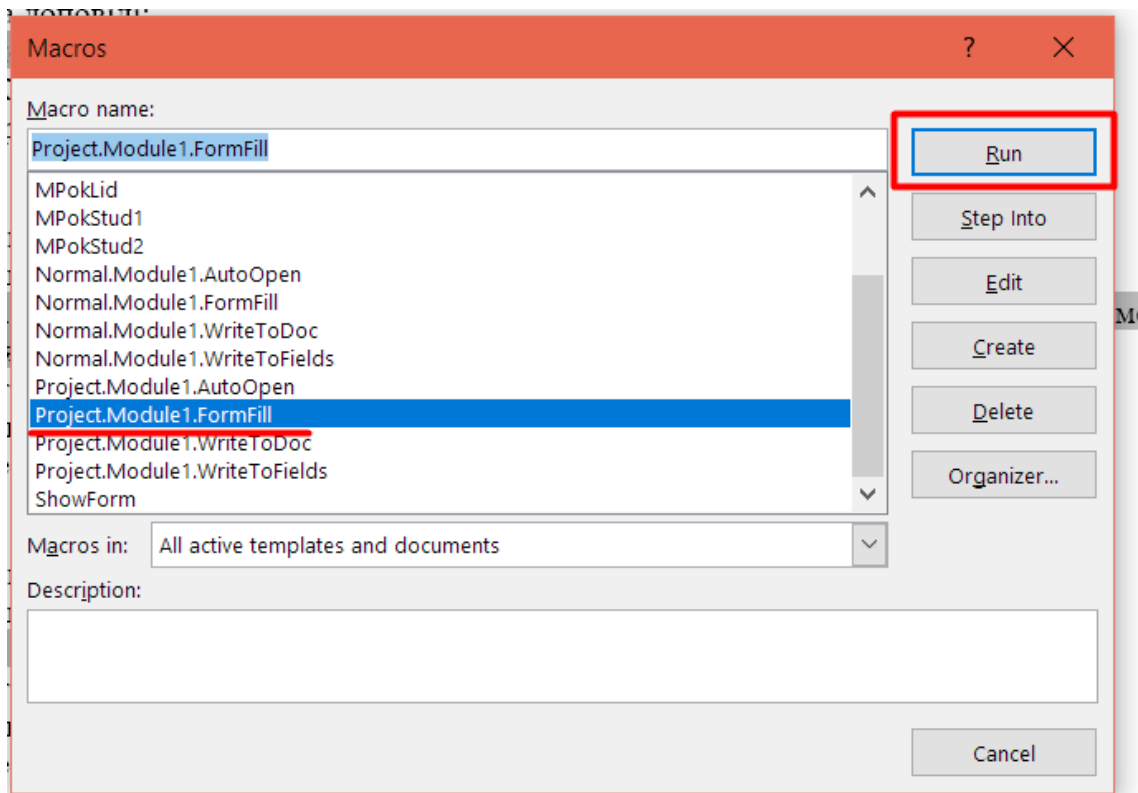 доповіді:
Macros
?
Macro name:
Project.Module1.FormFill
Run
MPokLid
MPokStud1
MPokStud2
Normal.Module1.AutoOpen
Normal.Module1.FormFill
Normal.Module1.WriteToDoc
Normal.Module1.WriteToFields
Project.Module1.AutoOpen
Project.Module1.FormFill
Project.Module1.WriteToDoc
Project.Module1.WriteToFields
ShowForm
Step Into
Edit
Create
Delete
Organizer...
Macros in: All active templates and documents
Description:
Cancel